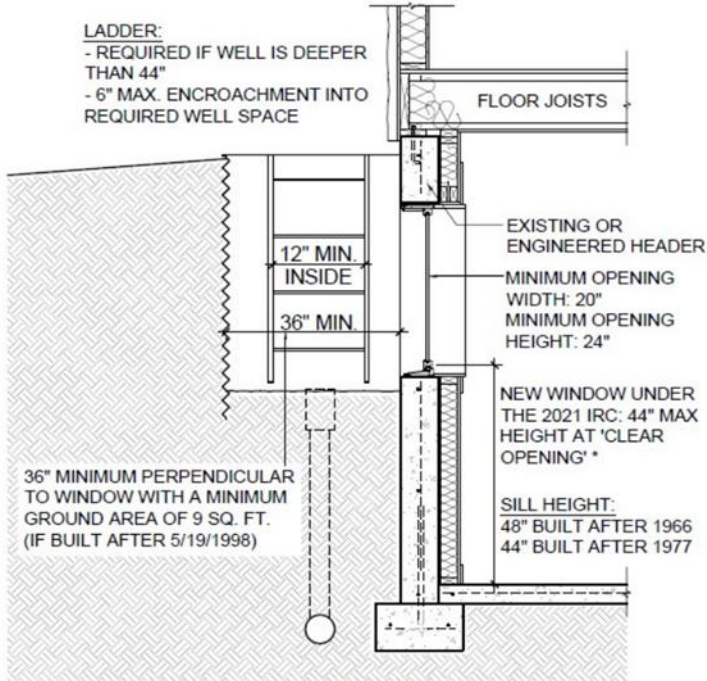 LADDER:
- REQUIRED IF WELL IS DEEPER
THAN 44"
- 6" MAX. ENCROACHMENT INTO
REQUIRED WELL SPACE
FLOOR JOISTS
EXISTING OR
ENGINEERED HEADER
12" MIN.
INSIDE
36" MIN.
MINIMUM OPENING
WIDTH: 20"
MINIMUM OPENING
HEIGHT: 24"
NEW WINDOW UNDER
THE 2021 IRC: 44" MAX
HEIGHT AT 'CLEAR
OPENING' *
36" MINIMUM PERPENDICULAR
TO WINDOW WITH A MINIMUM
GROUND AREA OF 9 SQ. FT.
(IF BUILT AFTER 5/19/1998)
SILL HEIGHT:
48" BUILT AFTER 1966
44" BUILT AFTER 1977